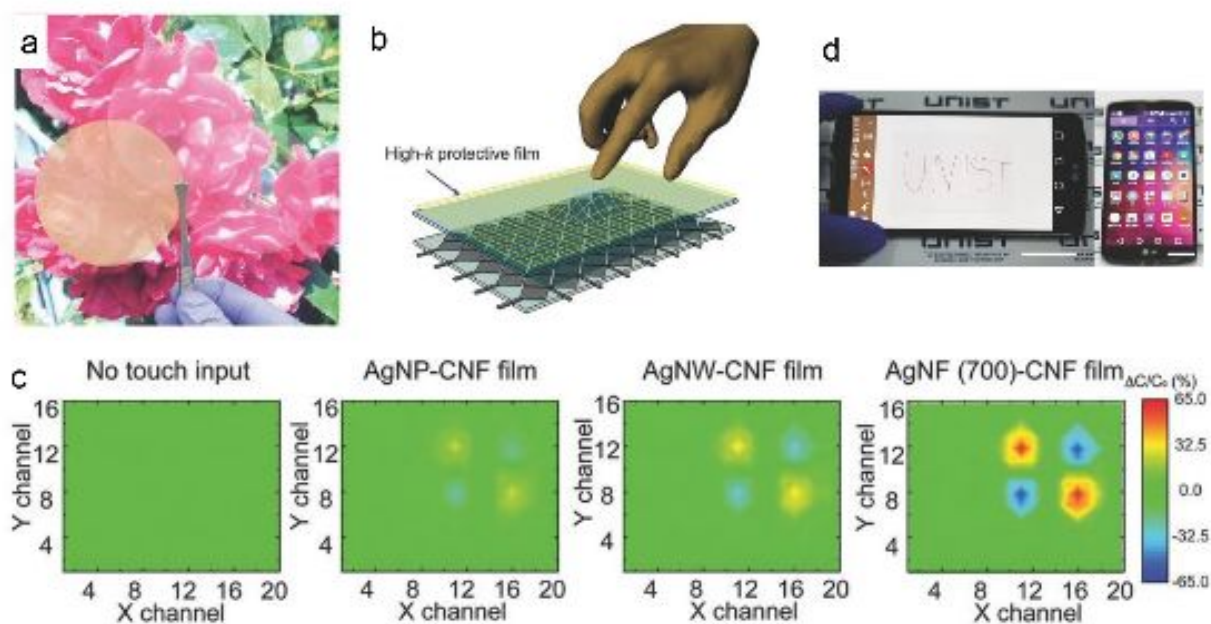 a
b
High-k protective film
d
UNIST
UNIST
UNIST
c
No touch input
AgNP-CNF film
AgNW-CNF film
AgNF (700)-CNF film
ΔC/C₀ (%)
16
12
8
4
Y channel
4 8 12 16 20
X channel
16
12
8
4
Y channel
4 8 12 16 20
X channel
16
12
8
4
Y channel
4 8 12 16 20
X channel
16
12
8
4
Y channel
4 8 12 16 20
X channel
65.0
32.5
0.0
-32.5
-65.0